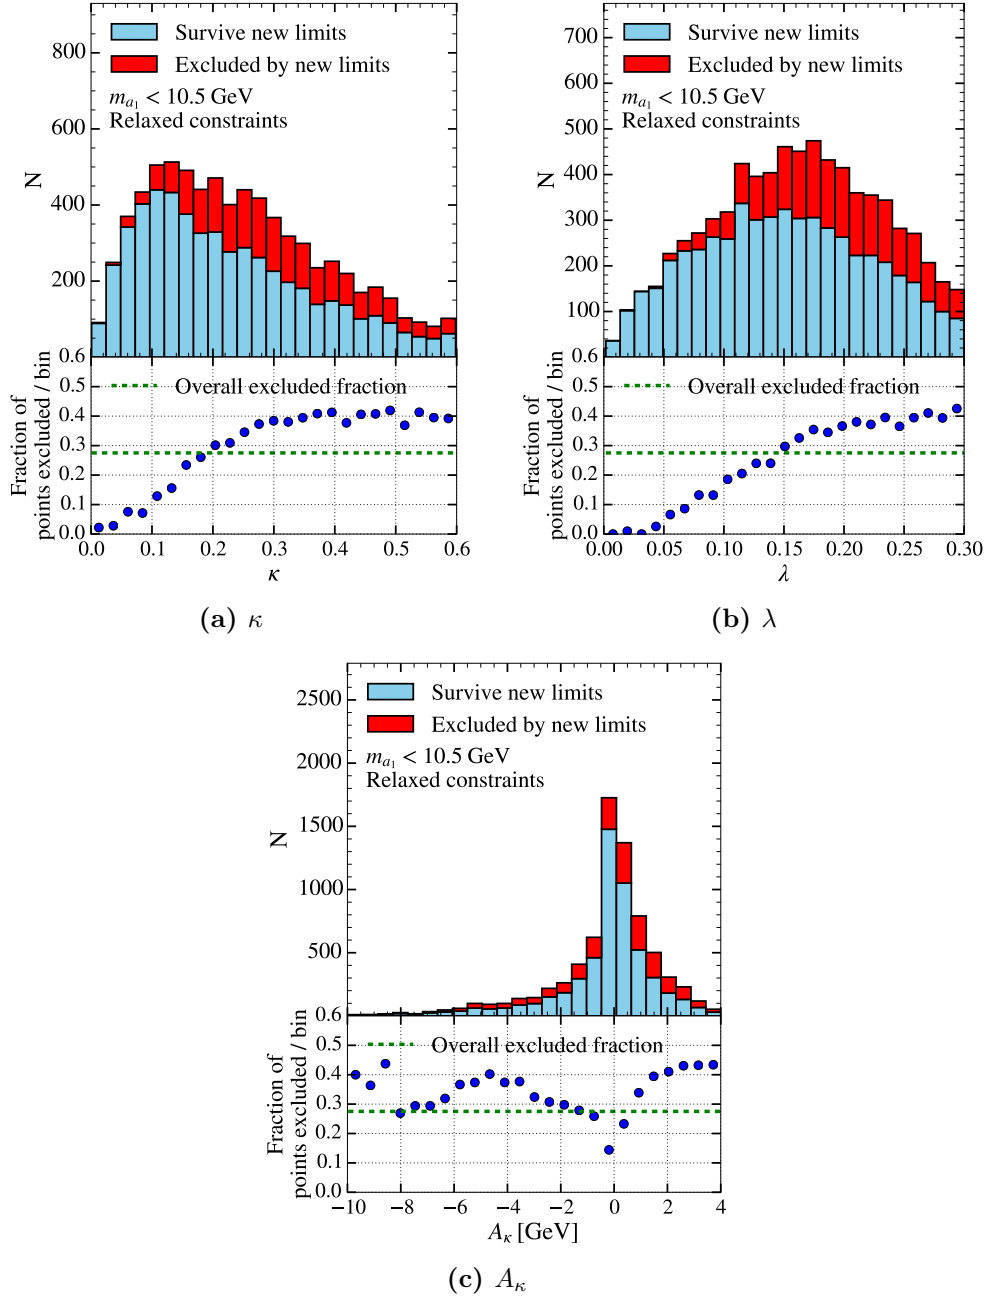 N
800
600
400
200
Survive new limits
Excluded by new limits
m_{a_1} < 10.5 GeV
Relaxed constraints
Fraction of
points excluded / bin
0.6
0.5
0.4
0.3
0.2
0.1
0.0
Overall excluded fraction
0.0 0.1 0.2 0.3 0.4 0.5 0.6
κ
(a) κ
N
700
600
500
400
300
200
100
Survive new limits
Excluded by new limits
m_{a_1} < 10.5 GeV
Relaxed constraints
Fraction of
points excluded / bin
0.6
0.5
0.4
0.3
0.2
0.1
0.0
Overall excluded fraction
0.00 0.05 0.10 0.15 0.20 0.25 0.30
λ
(b) λ
N
2500
2000
1500
1000
500
Survive new limits
Excluded by new limits
m_{a_1} < 10.5 GeV
Relaxed constraints
Fraction of
points excluded / bin
0.6
0.5
0.4
0.3
0.2
0.1
0.0
Overall excluded fraction
−10 −8 −6 −4 −2 0 2 4
A_κ [GeV]
(c) A_κ